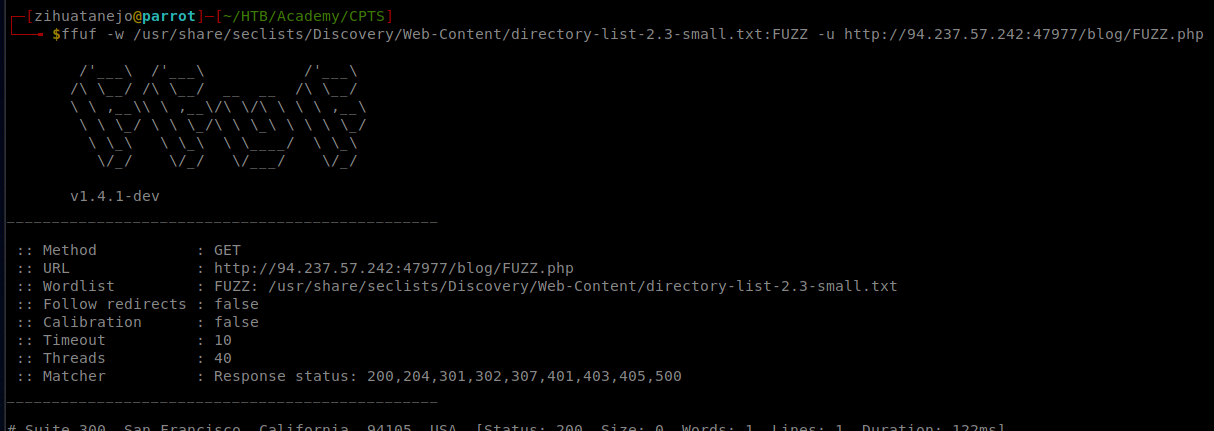 ┌─[zihuatanejo@parrot]─[~/HTB/Academy/CPTS]
└──╼ $ffuf -w /usr/share/seclists/Discovery/Web-Content/directory-list-2.3-small.txt:FUZZ -u http://94.237.57.242:47977/blog/FUZZ.php

        /'___\  /'___\           /'___\
       /\ \__/ /\ \__/  __  __  /\ \__/
       \ \ ,__\\ \ ,__\/\ \/\ \ \ \ ,__\
        \ \ \_/ \ \ \_/\ \ \_\ \ \ \ \_/
         \ \_\   \ \_\  \ \____/  \ \_\
          \/_/    \/_/   \/___/    \/_/

       v1.4.1-dev
________________________________________________

 :: Method           : GET
 :: URL              : http://94.237.57.242:47977/blog/FUZZ.php
 :: Wordlist         : FUZZ: /usr/share/seclists/Discovery/Web-Content/directory-list-2.3-small.txt
 :: Follow redirects : false
 :: Calibration      : false
 :: Timeout          : 10
 :: Threads          : 40
 :: Matcher          : Response status: 200,204,301,302,307,401,403,405,500
________________________________________________

# Suite 300, San Francisco, California, 94105, USA. [Status: 200, Size: 0, Words: 1, Lines: 1, Duration: 122ms]